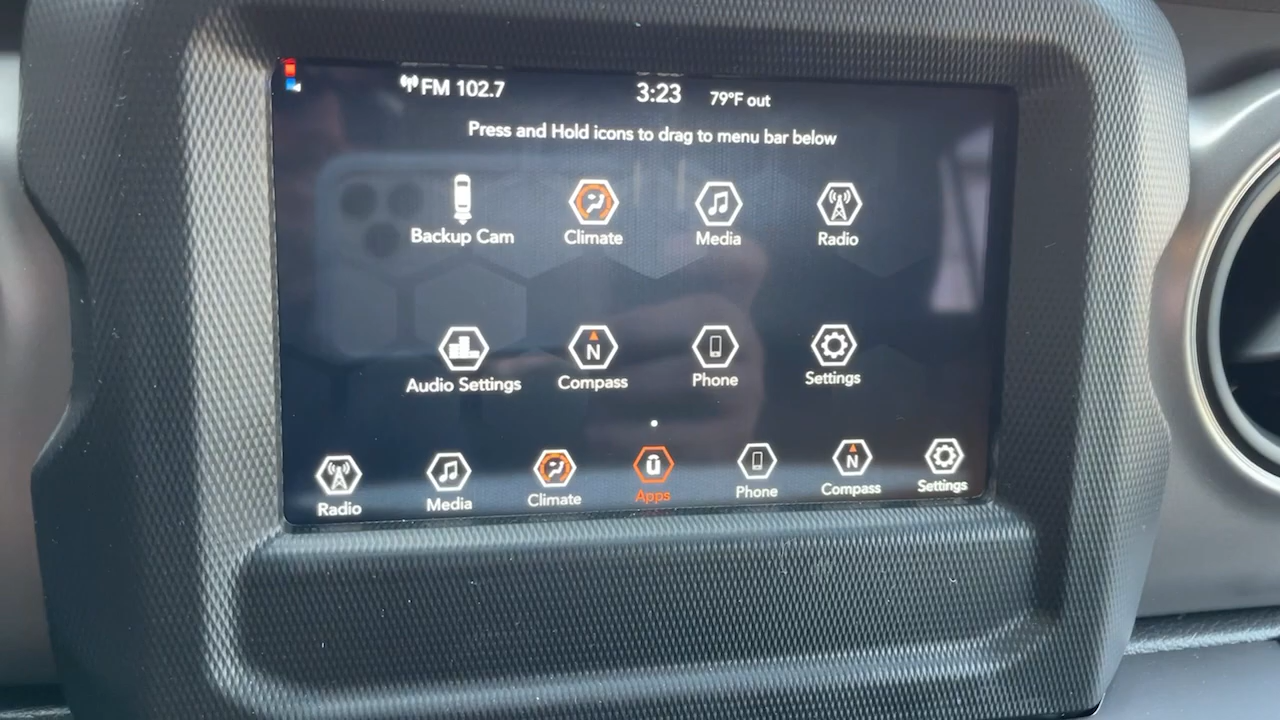 FM 102.7 3:23 79°F out
Press and Hold icons to drag to menu bar below
Backup Cam Climate Media Radio
N
Audio Settings Compass Phone Settings
ū N
Radio Media Climate Apps Phone Compass Settings